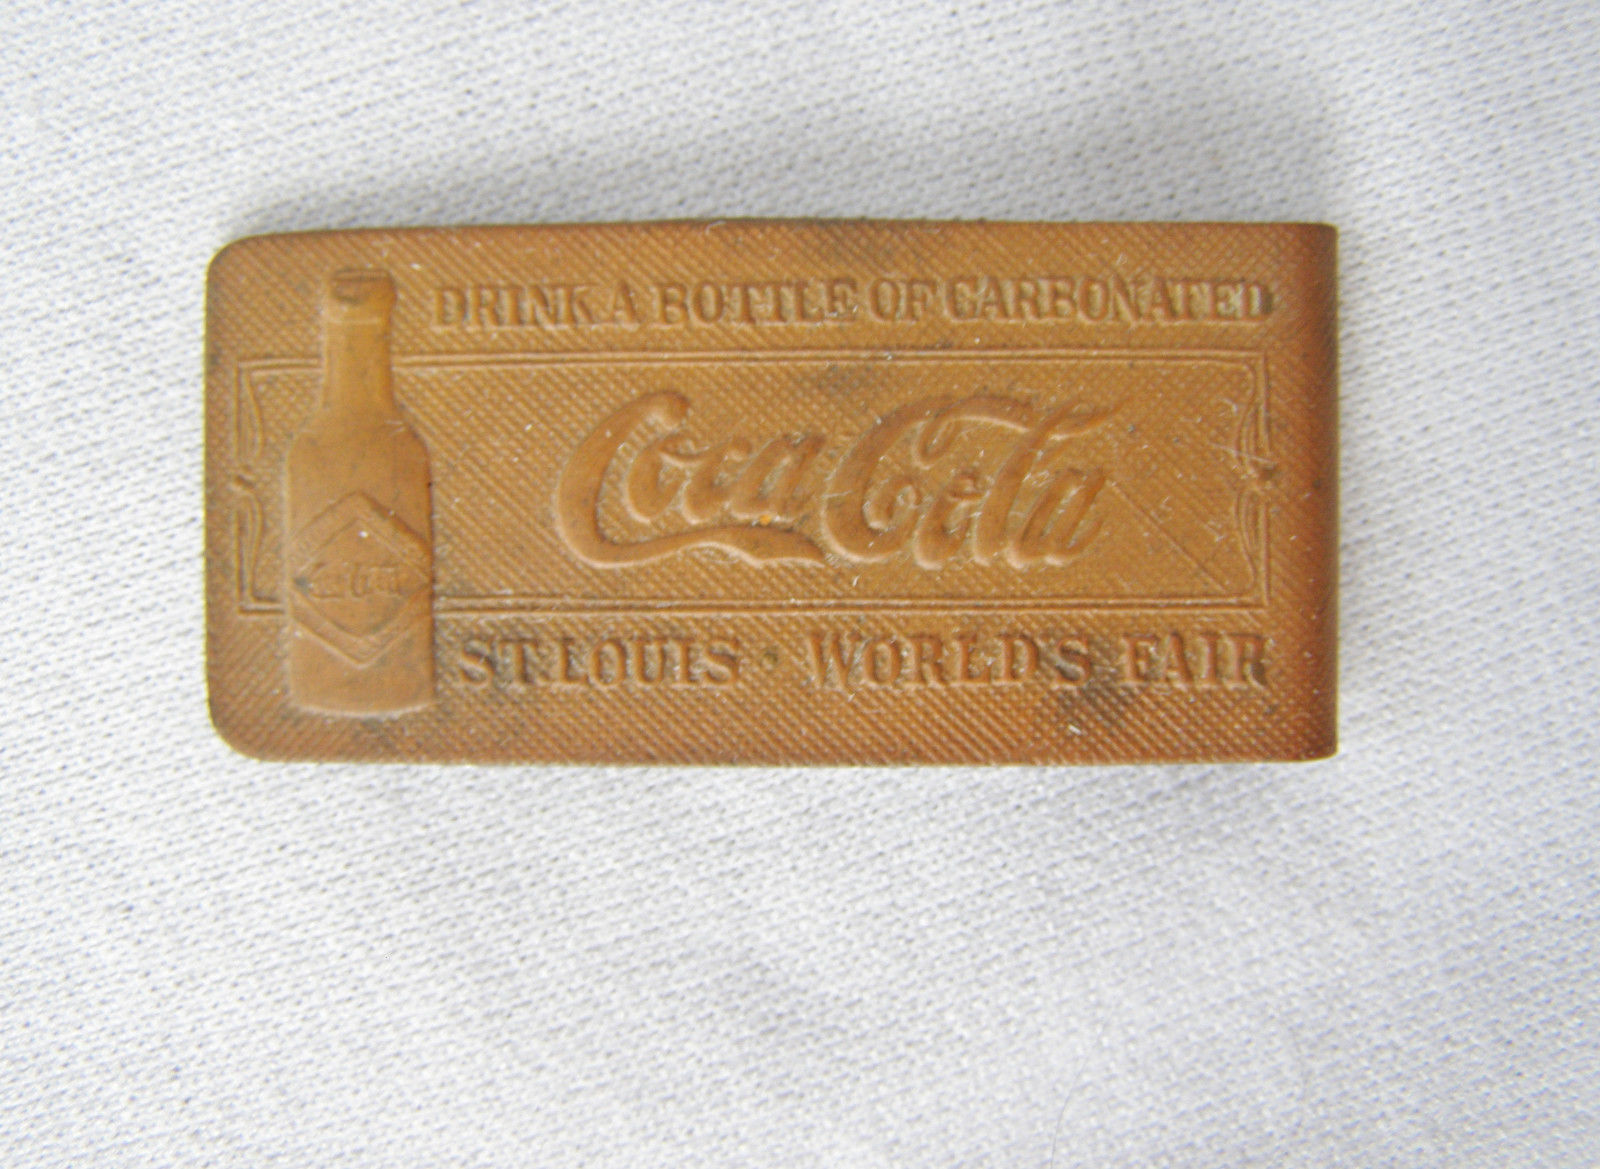 DRINK A BOTTLE OF CARBONATED
Coca Cola
ST. LOUIS · WORLD'S FAIR